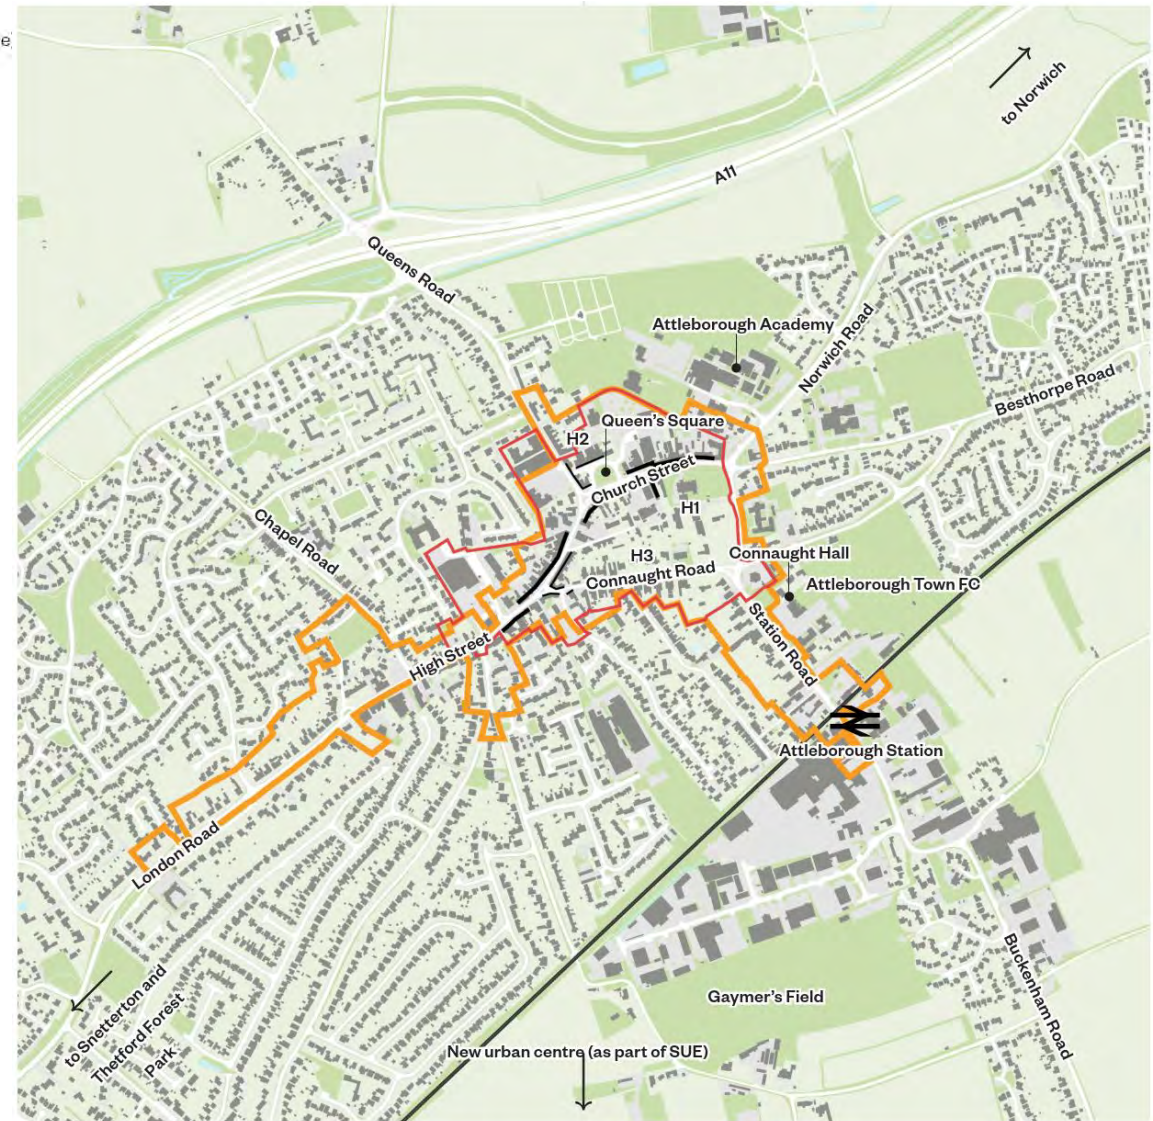 e
to Norwich
A11
Queens Road
Attleborough Academy
Norwich Road
Besthorpe Road
Queen's Square
H2
Church Street
H1
Chapel Road
H3
Connaught Hall
Connaught Road
Attleborough Town FC
Station Road
High Street
Attleborough Station
London Road
Buckenham Road
to Snetterton and
Thetford Forest
Park
Gaymer's Field
New urban centre (as part of SUE)